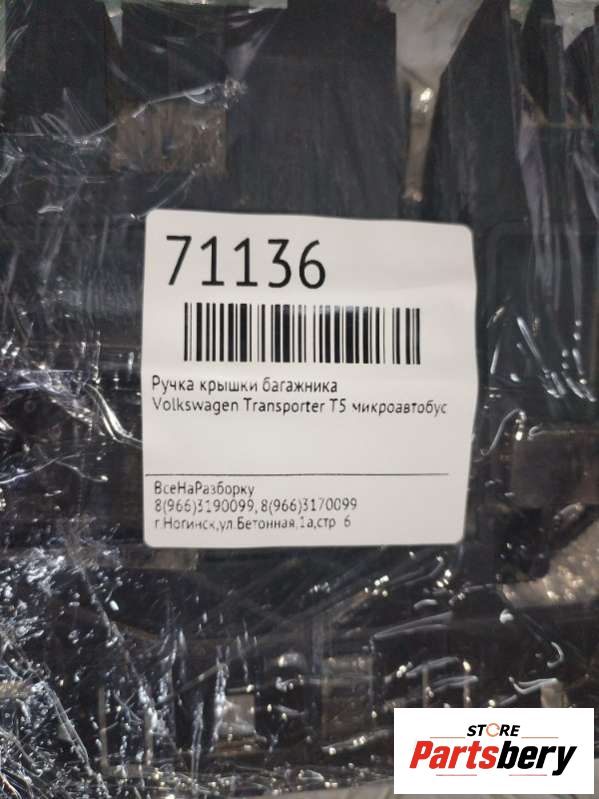 71136
Ручка крышки багажника
Volkswagen Transporter T5 микроавтобус
ВсеНаРазборку
8(966)3190099, 8(966)3170099
г.Ногинск,ул.Бетонная,1а,стр 6
STORE
Partsbery